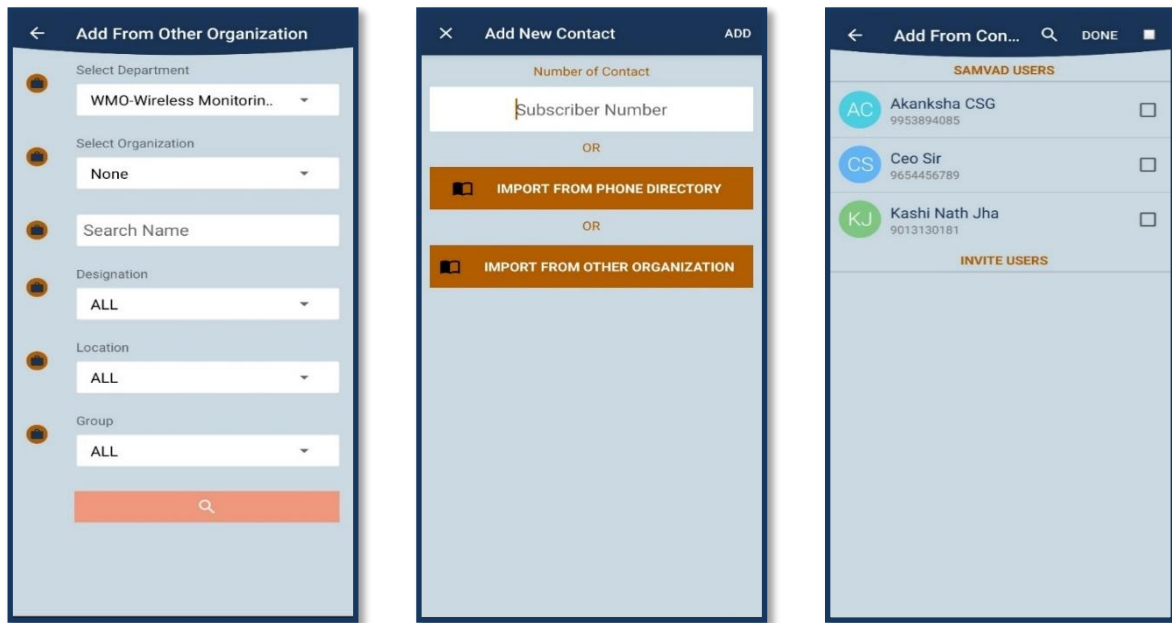 Add From Other Organization
Select Department
WMO-Wireless Monitorin..
Select Organization
None
Search Name
Designation
ALL
Location
ALL
Group
ALL
Add New Contact
ADD
Number of Contact
Subscriber Number
OR
IMPORT FROM PHONE DIRECTORY
OR
IMPORT FROM OTHER ORGANIZATION
Add From Con...
DONE
SAMVAD USERS
AC
Akanksha CSG
9953894085
CS
Ceo Sir
9654456789
KJ
Kashi Nath Jha
9013130181
INVITE USERS